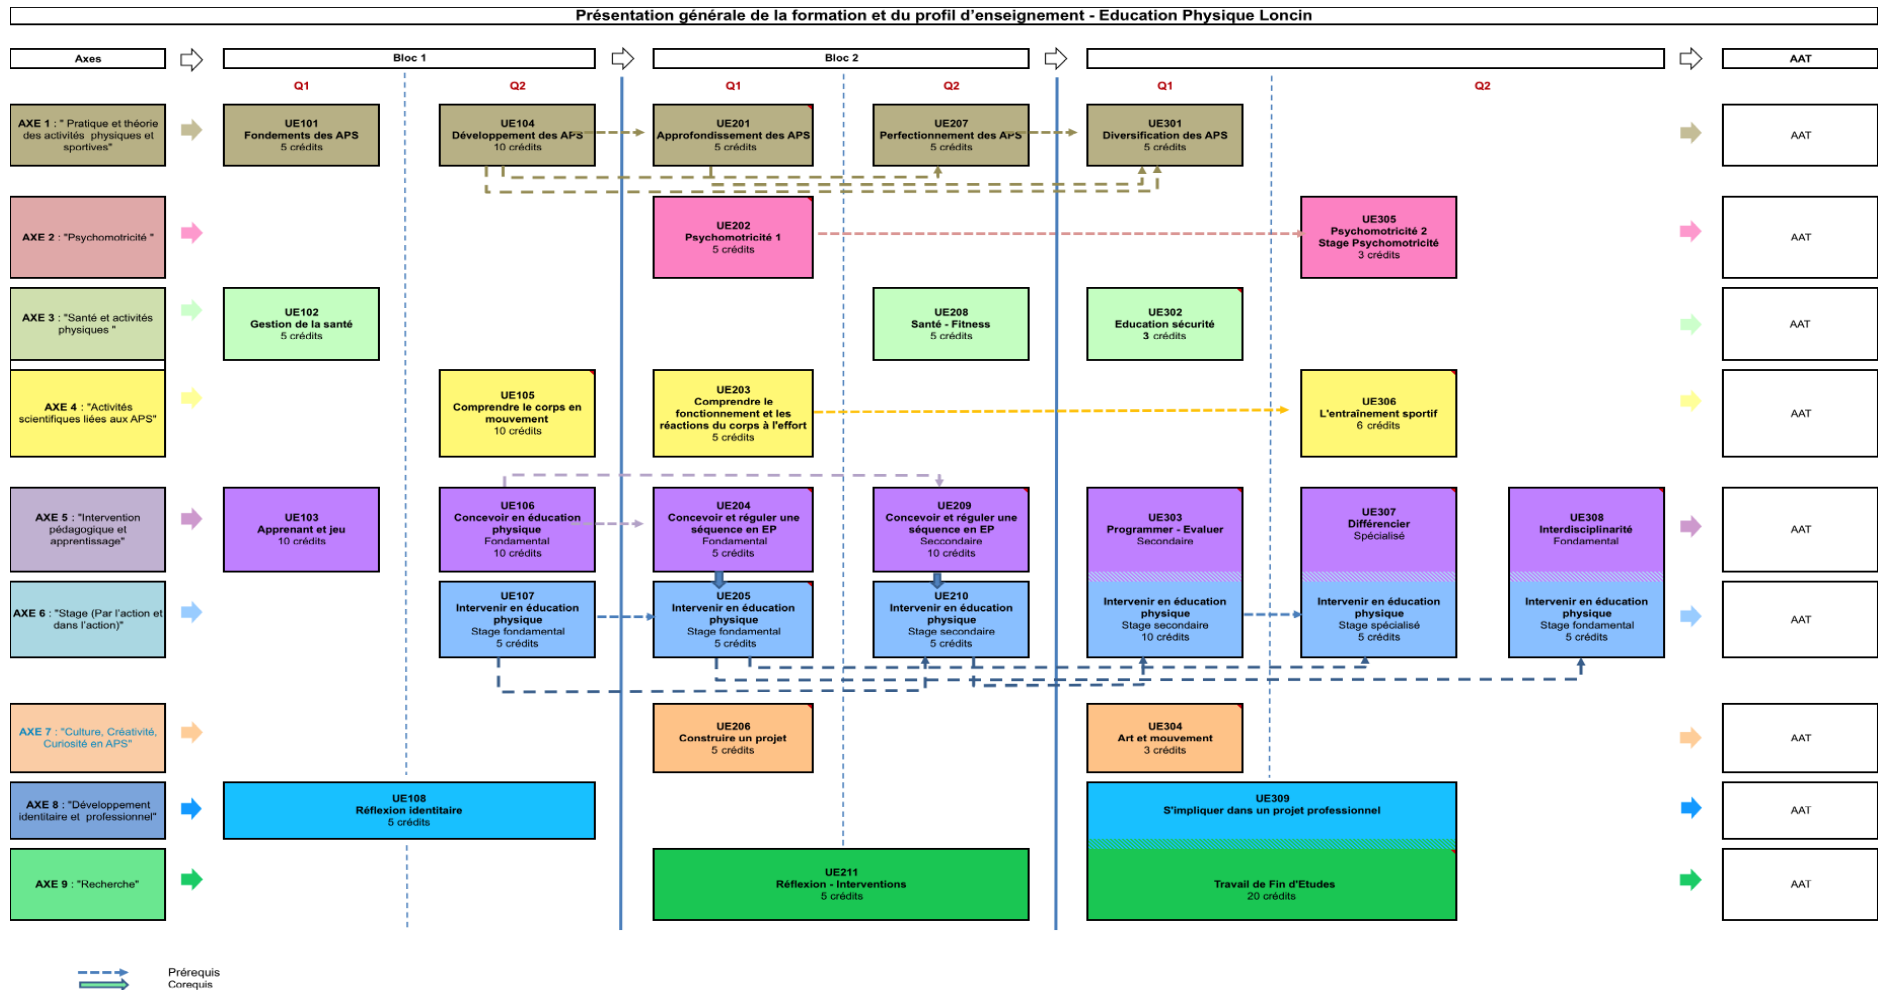 Présentation générale de la formation et du profil d'enseignement - Education Physique Loncin
Axes
Bloc 1
Bloc 2
AAT
Q1
Q2
Q1
Q2
Q1
Q2
AXE 1 : " Pratique et théorie
des activités physiques et
sportives"
UE101
Fondements des APS
5 crédits
UE104
Développement des APS
10 crédits
UE201
Approfondissement des APS
5 crédits
UE207
Perfectionnement des APS
5 crédits
UE301
Diversification des APS
5 crédits
AAT
AXE 2 : "Psychomotricité "
UE202
Psychomotricité 1
5 crédits
UE305
Psychomotricité 2
Stage Psychomotricité
3 crédits
AAT
AXE 3 : "Santé et activités
physiques "
UE102
Gestion de la santé
5 crédits
UE208
Santé - Fitness
5 crédits
UE302
Education sécurité
3 crédits
AAT
AXE 4 : "Activités
scientifiques liées aux APS"
UE105
Comprendre le corps en
mouvement
10 crédits
UE203
Comprendre le
fonctionnement et les
réactions du corps à l'effort
5 crédits
UE306
L'entraînement sportif
6 crédits
AAT
AXE 5 : "Intervention
pédagogique et
apprentissage"
UE103
Apprenant et jeu
10 crédits
UE106
Concevoir en éducation
physique
Fondamental
10 crédits
UE204
Concevoir et réguler une
séquence en EP
Fondamental
5 crédits
UE209
Concevoir et réguler une
séquence en EP
Seccondaire
10 crédits
UE303
Programmer - Evaluer
Secondaire
UE307
Différencier
Spécialisé
UE308
Interdisciplinarité
Fondamental
AAT
AXE 6 : "Stage (Par l'action et
dans l'action)"
UE107
Intervenir en éducation
physique
Stage fondamental
5 crédits
UE205
Intervenir en éducation
physique
Stage fondamental
5 crédits
UE210
Intervenir en éducation
physique
Stage secondaire
5 crédits
Intervenir en éducation
physique
Stage secondaire
10 crédits
Intervenir en éducation
physique
Stage spécialisé
5 crédits
Intervenir en éducation
physique
Stage fondamental
5 crédits
AAT
AXE 7 : "Culture, Créativité,
Curiosité en APS"
UE206
Construire un projet
5 crédits
UE304
Art et mouvement
3 crédits
AAT
AXE 8 : "Développement
identitaire et professionnel"
UE108
Réflexion identitaire
5 crédits
UE309
S'impliquer dans un projet professionnel
AAT
AXE 9 : "Recherche"
UE211
Réflexion - Interventions
5 crédits
Travail de Fin d'Etudes
20 crédits
AAT
Prérequis
Corequis